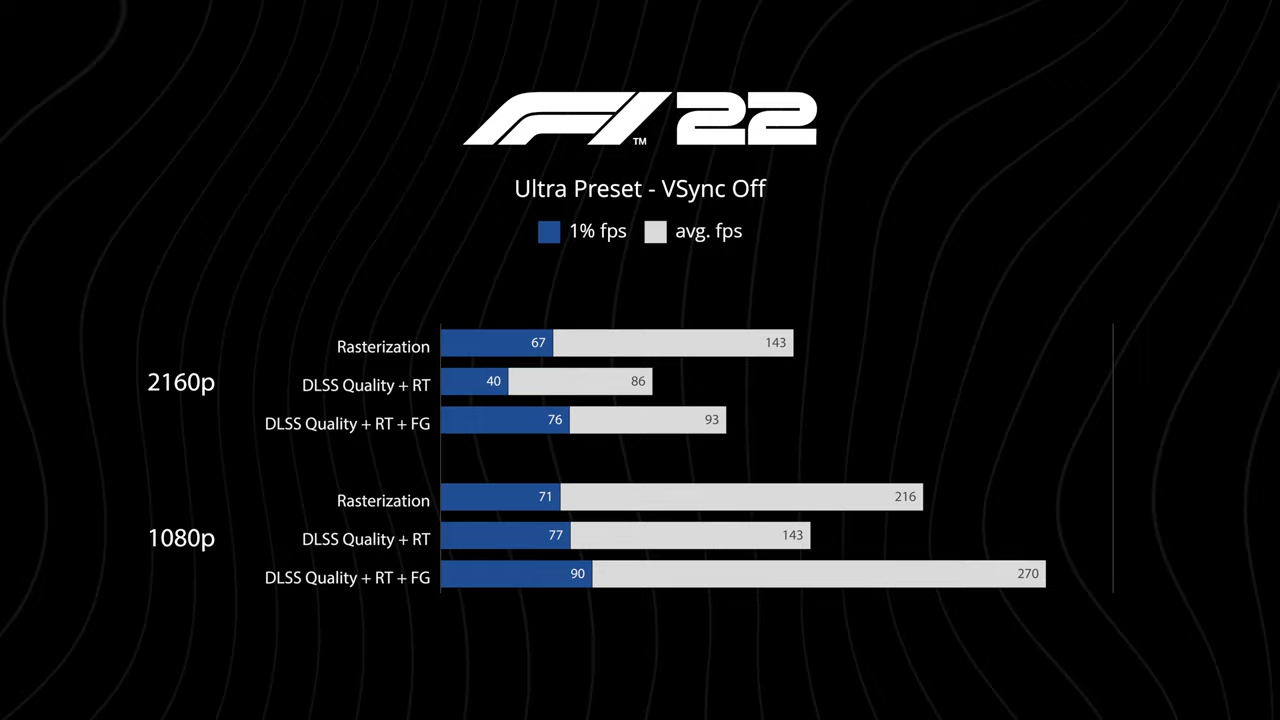 F1 22
TM
Ultra Preset - VSync Off
1% fps avg. fps
2160p
Rasterization 67 143
DLSS Quality + RT 40 86
DLSS Quality + RT + FG 76 93
1080p
Rasterization 71 216
DLSS Quality + RT 77 143
DLSS Quality + RT + FG 90 270